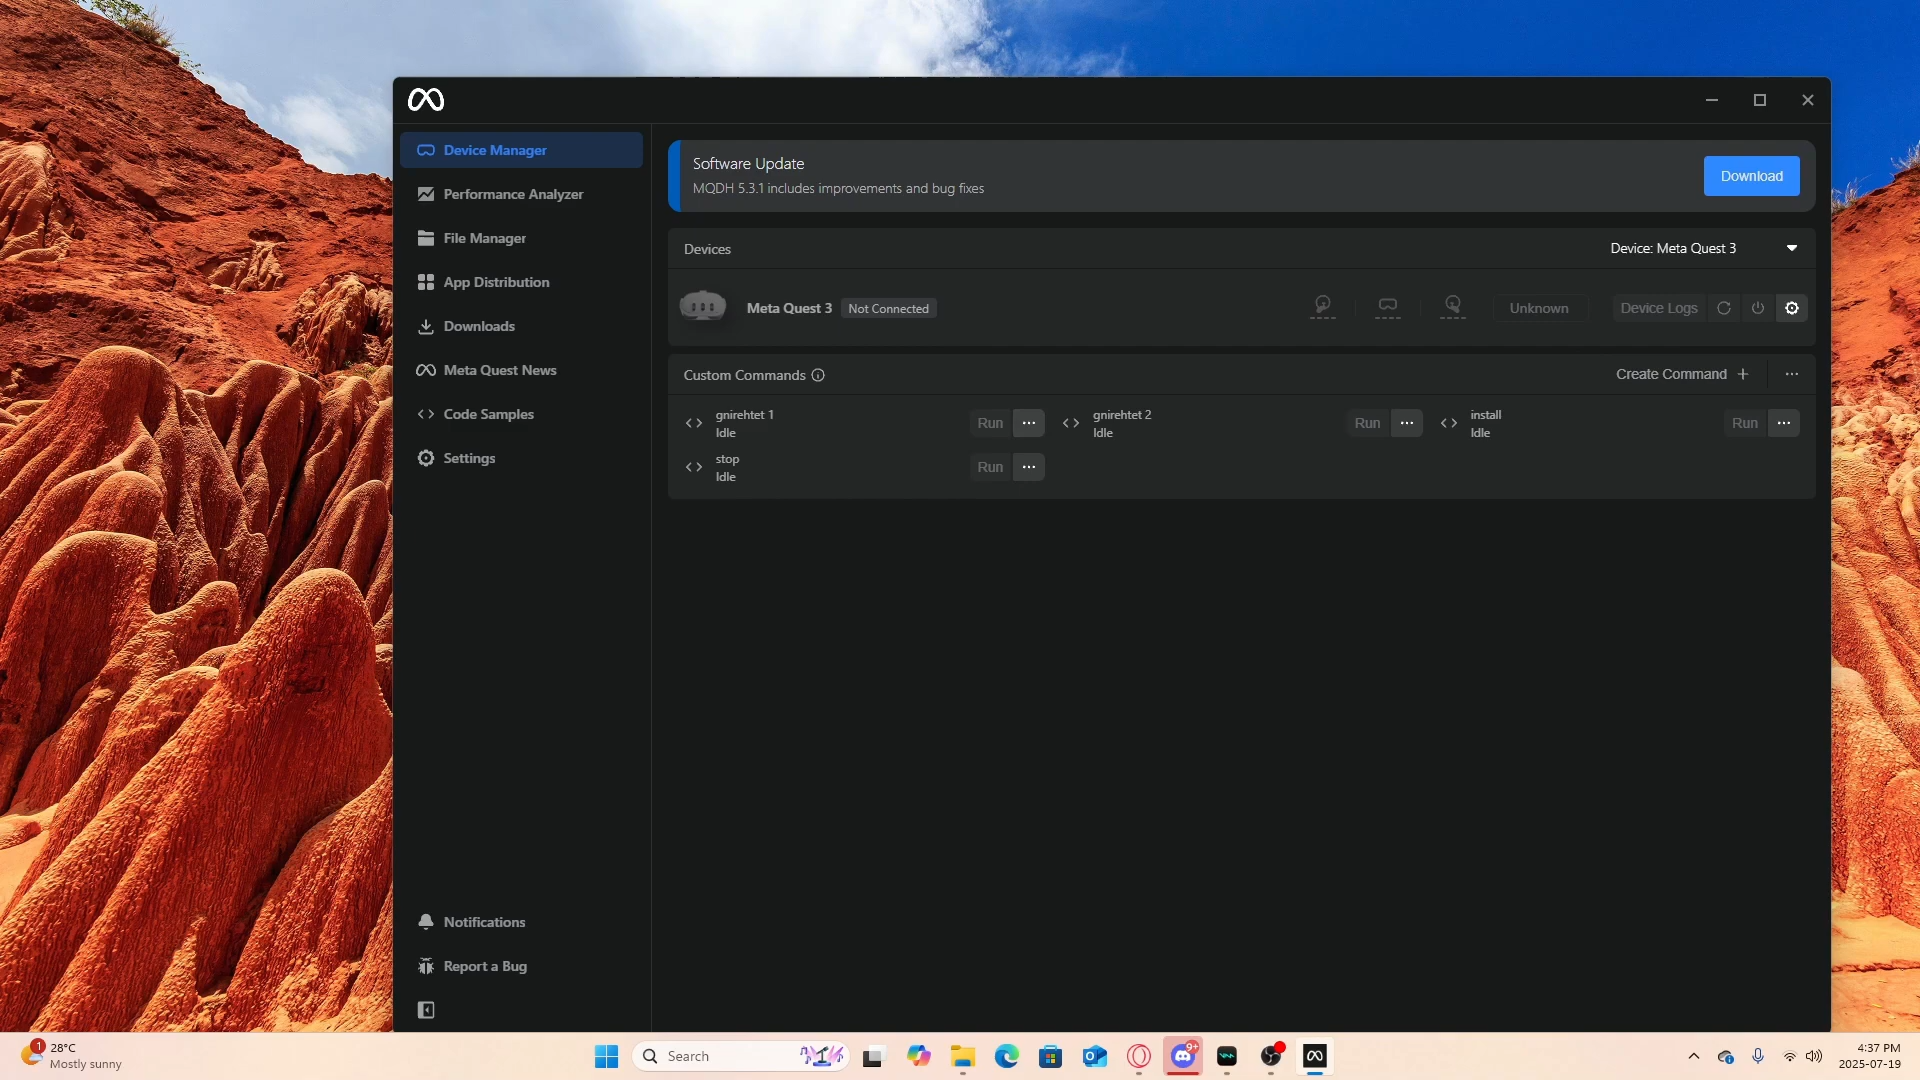 Device Manager
Performance Analyzer
File Manager
App Distribution
Downloads
Meta Quest News
Code Samples
Settings
Notifications
Report a Bug
Software Update
MQDH 5.3.1 includes improvements and bug fixes
Download
Devices
Device: Meta Quest 3
Meta Quest 3
Not Connected
Unknown
Device Logs
Custom Commands
Create Command
gnirehtet 1
Idle
Run
gnirehtet 2
Idle
Run
install
Idle
Run
stop
Idle
Run
1
28°C
Mostly sunny
Search
9+
4:37 PM
2025-07-19